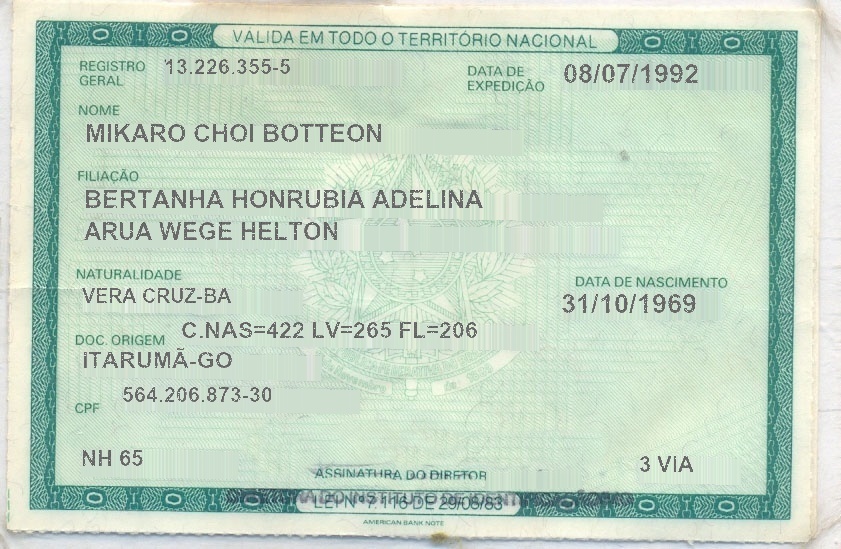 VÁLIDA EM TODO O TERRITÓRIO NACIONAL
REGISTRO GERAL 13.226.355-5 DATA DE EXPEDIÇÃO 08/07/1992
NOME
MIKARO CHOI BOTTEON
FILIAÇÃO
BERTANHA HONRUBIA ADELINA
ARUA WEGE HELTON
NATURALIDADE
VERA CRUZ-BA
DATA DE NASCIMENTO
31/10/1969
DOC. ORIGEM C.NAS=422 LV=265 FL=206
ITARUMÃ-GO
CPF 564.206.873-30
NH 65
3 VIA
ASSINATURA DO DIRETOR
LEI Nº 7.116 DE 29/08/83
AMERICAN BANK NOTE